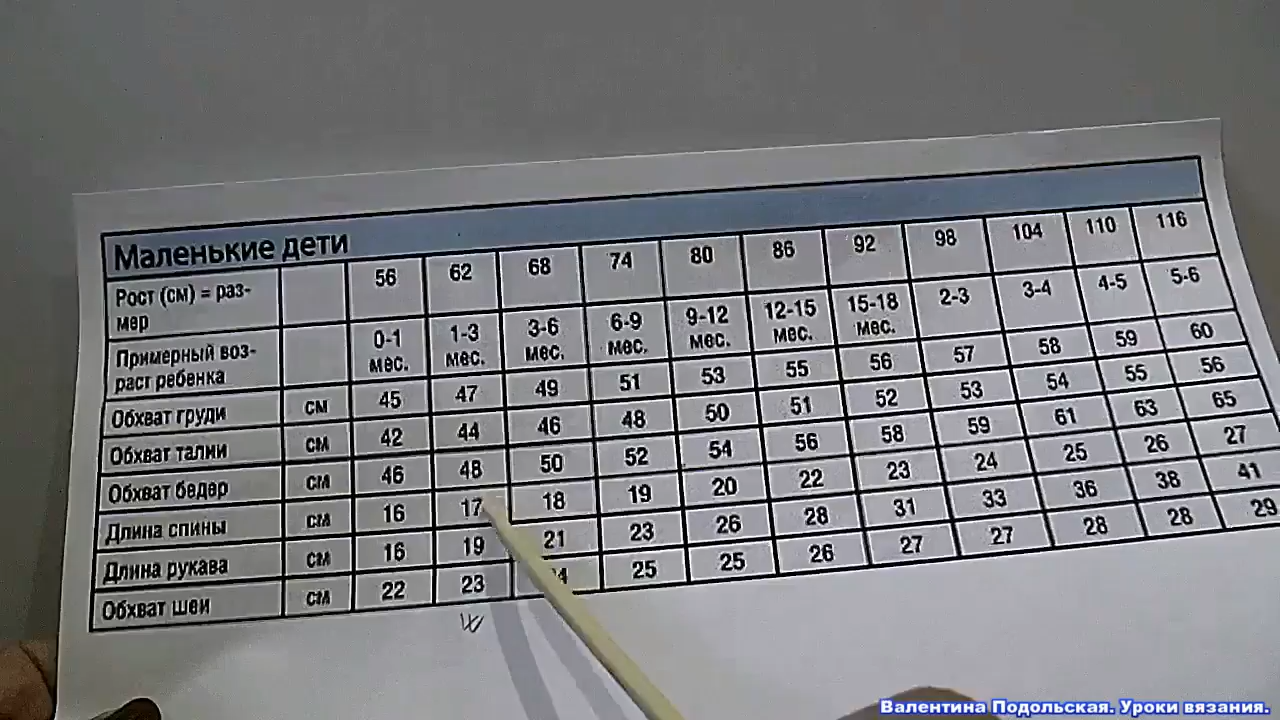 Маленькие дети
Рост (см) = раз-
мер 56 62 68 74 80 86 92 98 104 110 116
Примерный воз-
раст ребенка 0-1 мес. 1-3 мес. 3-6 мес. 6-9 мес. 9-12 мес. 12-15 мес. 15-18 мес. 2-3 3-4 4-5 5-6
Обхват груди см 45 47 49 51 53 55 56 57 58 59 60
Обхват талии см 42 44 46 48 50 51 52 53 54 55 56
Обхват бедер см 46 48 50 52 54 56 58 59 61 63 65
Длина спины см 16 17 18 19 20 22 23 24 25 26 27
Длина рукава см 16 19 21 23 26 28 31 33 36 38 41
Обхват шеи см 22 23 25 25 26 27 27 28 28 29
Валентина Подольская. Уроки вязания.